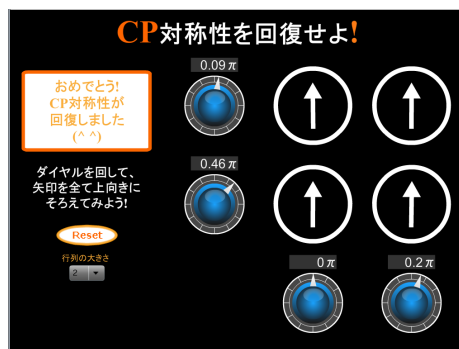 CP対称性を回復せよ!
0.09π
おめでとう!
CP対称性が
回復しました
(^ ^)
0.46π
ダイヤルを回して、
矢印を全て上向きに
そろえてみよう!
Reset
行列の大きさ
2
0π
0.2π